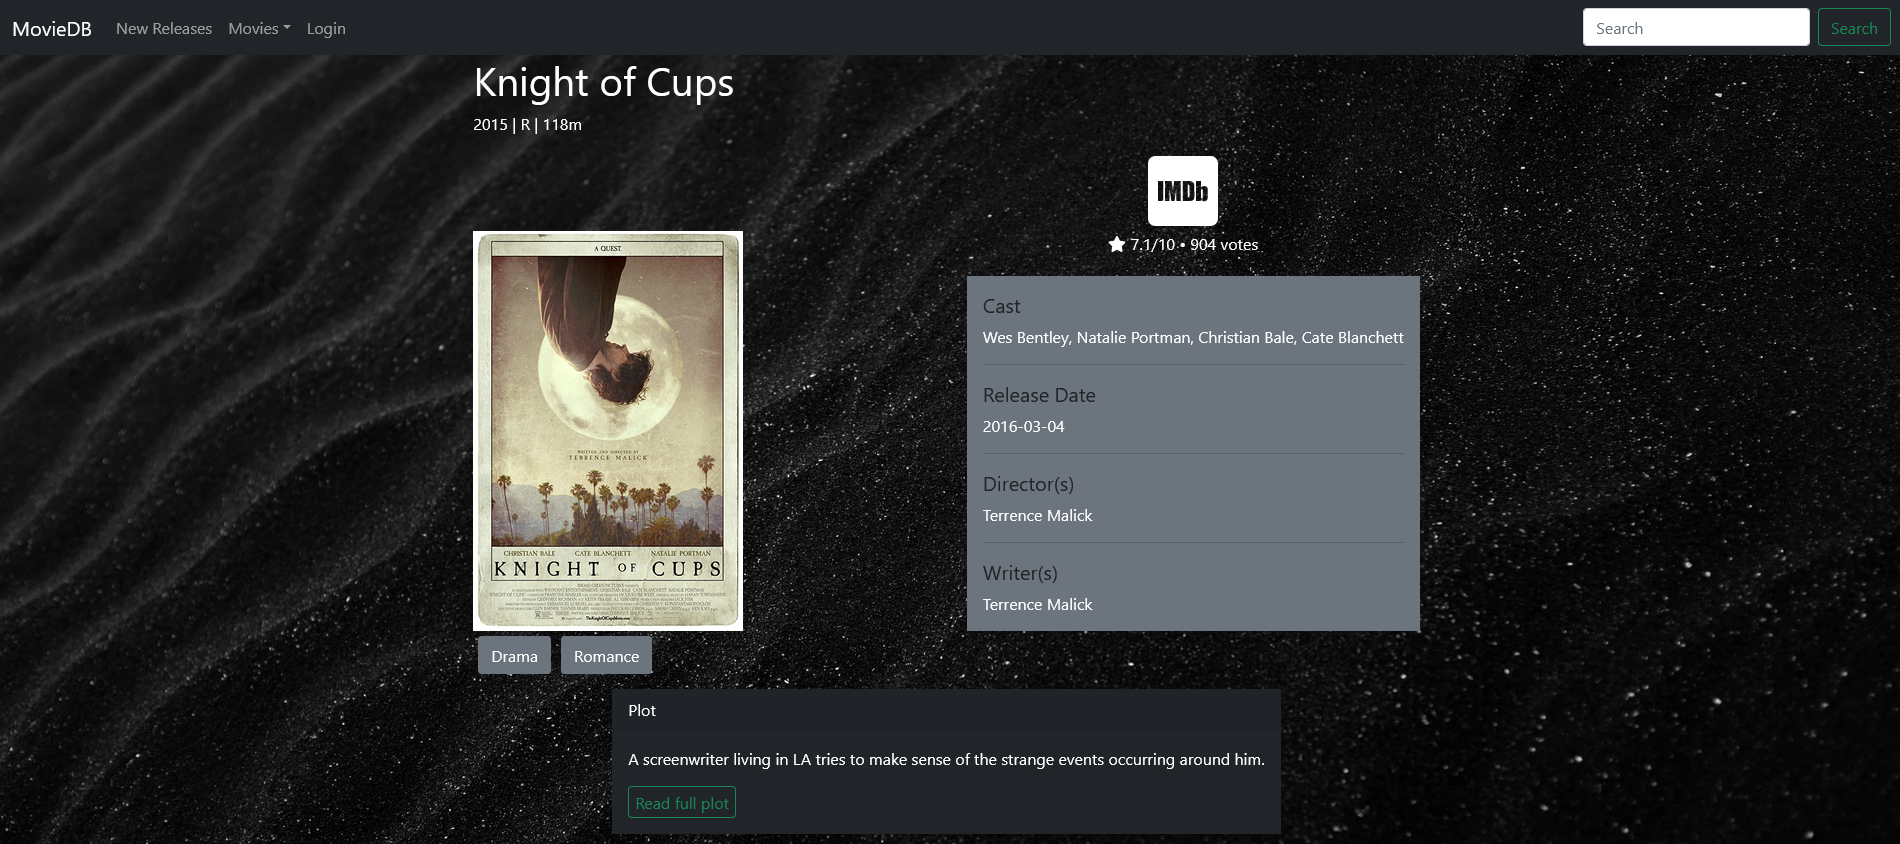 MovieDB New Releases Movies Login Search Search
Knight of Cups
2015 | R | 118m
IMDb
7.1/10 • 904 votes
A QUEST.
WRITTEN AND DIRECTED BY
TERRENCE MALICK
CHRISTIAN BALE CATE BLANCHETT NATALIE PORTMAN
KNIGHT OF CUPS
Drama Romance
Cast
Wes Bentley, Natalie Portman, Christian Bale, Cate Blanchett
Release Date
2016-03-04
Director(s)
Terrence Malick
Writer(s)
Terrence Malick
Plot
A screenwriter living in LA tries to make sense of the strange events occurring around him.
Read full plot